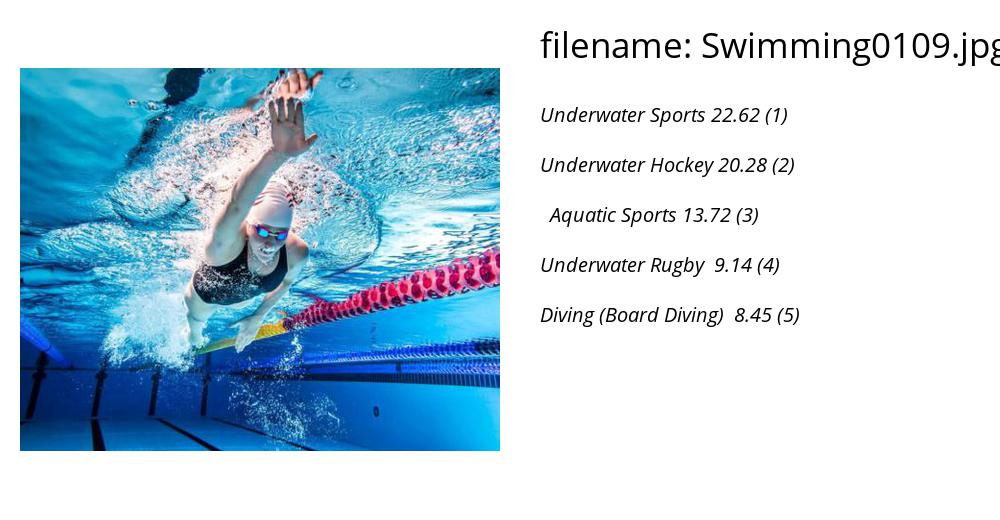 filename: Swimming0109.jpg
Underwater Sports 22.62 (1)
Underwater Hockey 20.28 (2)
Aquatic Sports 13.72 (3)
Underwater Rugby 9.14 (4)
Diving (Board Diving) 8.45 (5)